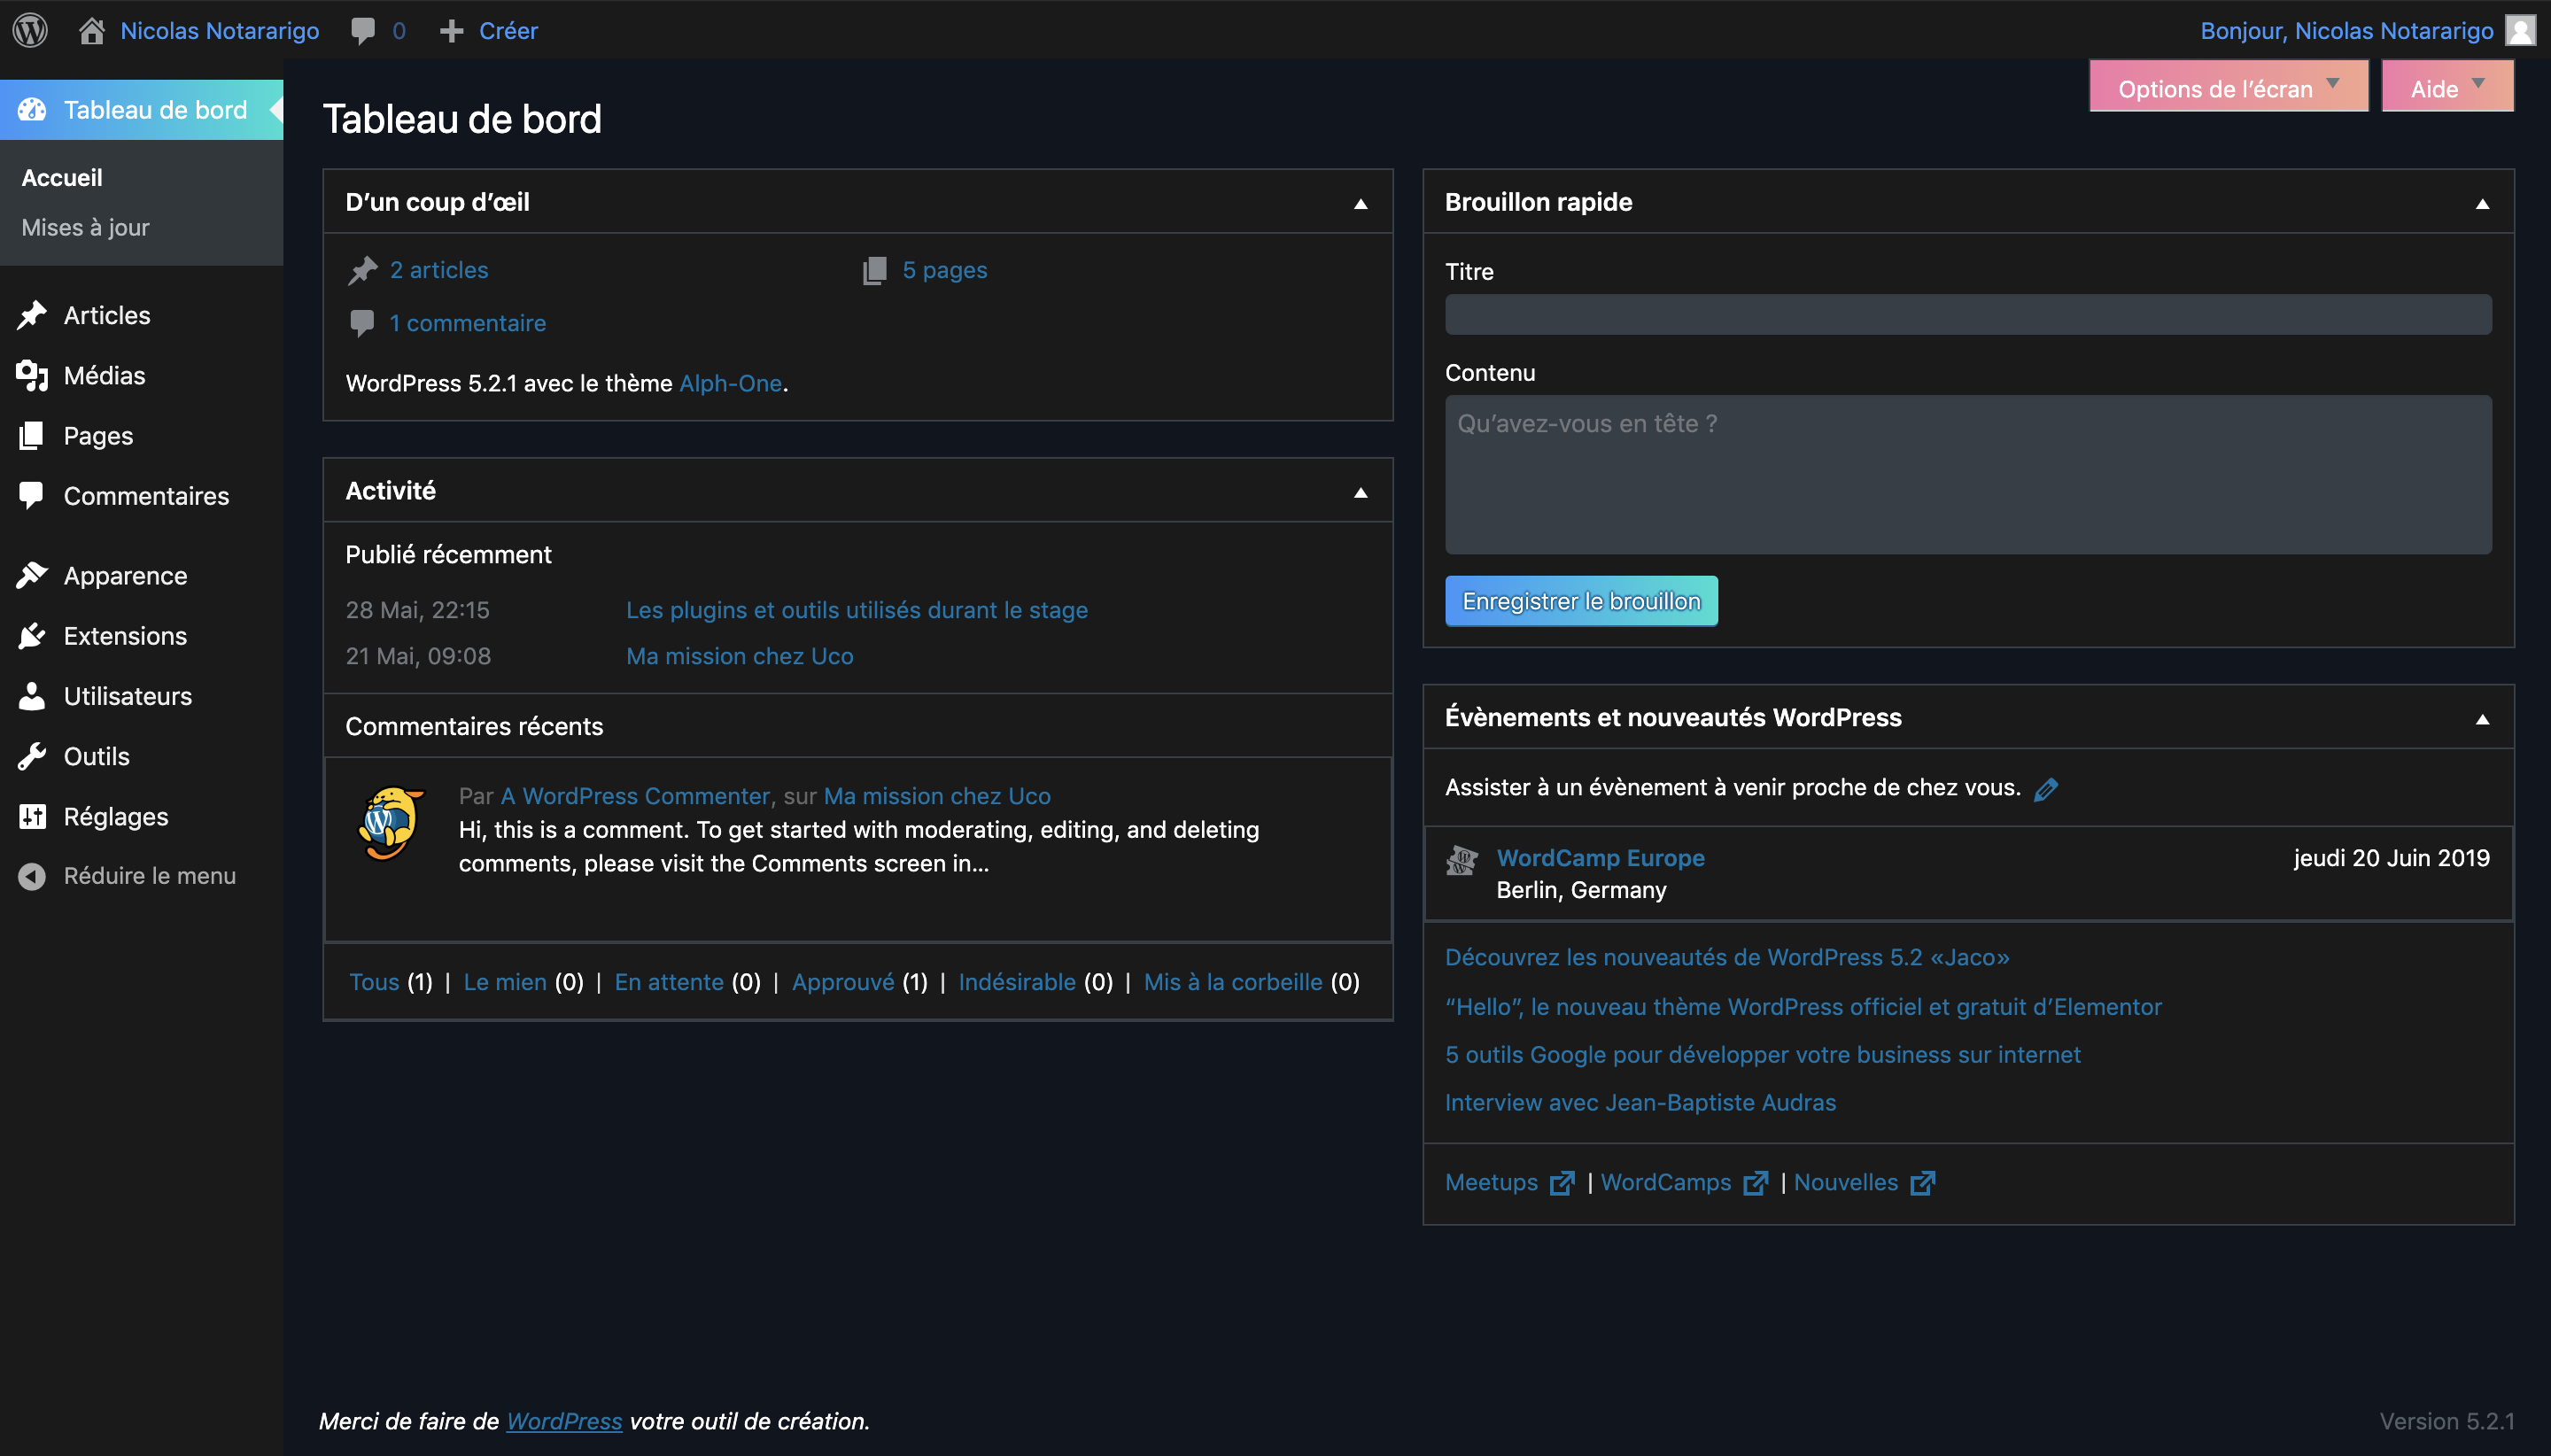 Nicolas Notararigo 0 Créer Bonjour, Nicolas Notararigo
Tableau de bord
Accueil
Mises à jour
Articles
Médias
Pages
Commentaires
Apparence
Extensions
Utilisateurs
Outils
Réglages
Réduire le menu
Options de l’écran Aide
Tableau de bord
D’un coup d’œil
2 articles 5 pages
1 commentaire
WordPress 5.2.1 avec le thème Alph-One.
Activité
Publié récemment
28 Mai, 22:15 Les plugins et outils utilisés durant le stage
21 Mai, 09:08 Ma mission chez Uco
Commentaires récents
Par A WordPress Commenter, sur Ma mission chez Uco
Hi, this is a comment. To get started with moderating, editing, and deleting
comments, please visit the Comments screen in…
Tous (1) | Le mien (0) | En attente (0) | Approuvé (1) | Indésirable (0) | Mis à la corbeille (0)
Brouillon rapide
Titre
Contenu
Qu’avez-vous en tête ?
Enregistrer le brouillon
Évènements et nouveautés WordPress
Assister à un évènement à venir proche de chez vous.
WordCamp Europe jeudi 20 Juin 2019
Berlin, Germany
Découvrez les nouveautés de WordPress 5.2 «Jaco»
“Hello”, le nouveau thème WordPress officiel et gratuit d’Elementor
5 outils Google pour développer votre business sur internet
Interview avec Jean-Baptiste Audras
Meetups | WordCamps | Nouvelles
Merci de faire de WordPress votre outil de création. Version 5.2.1